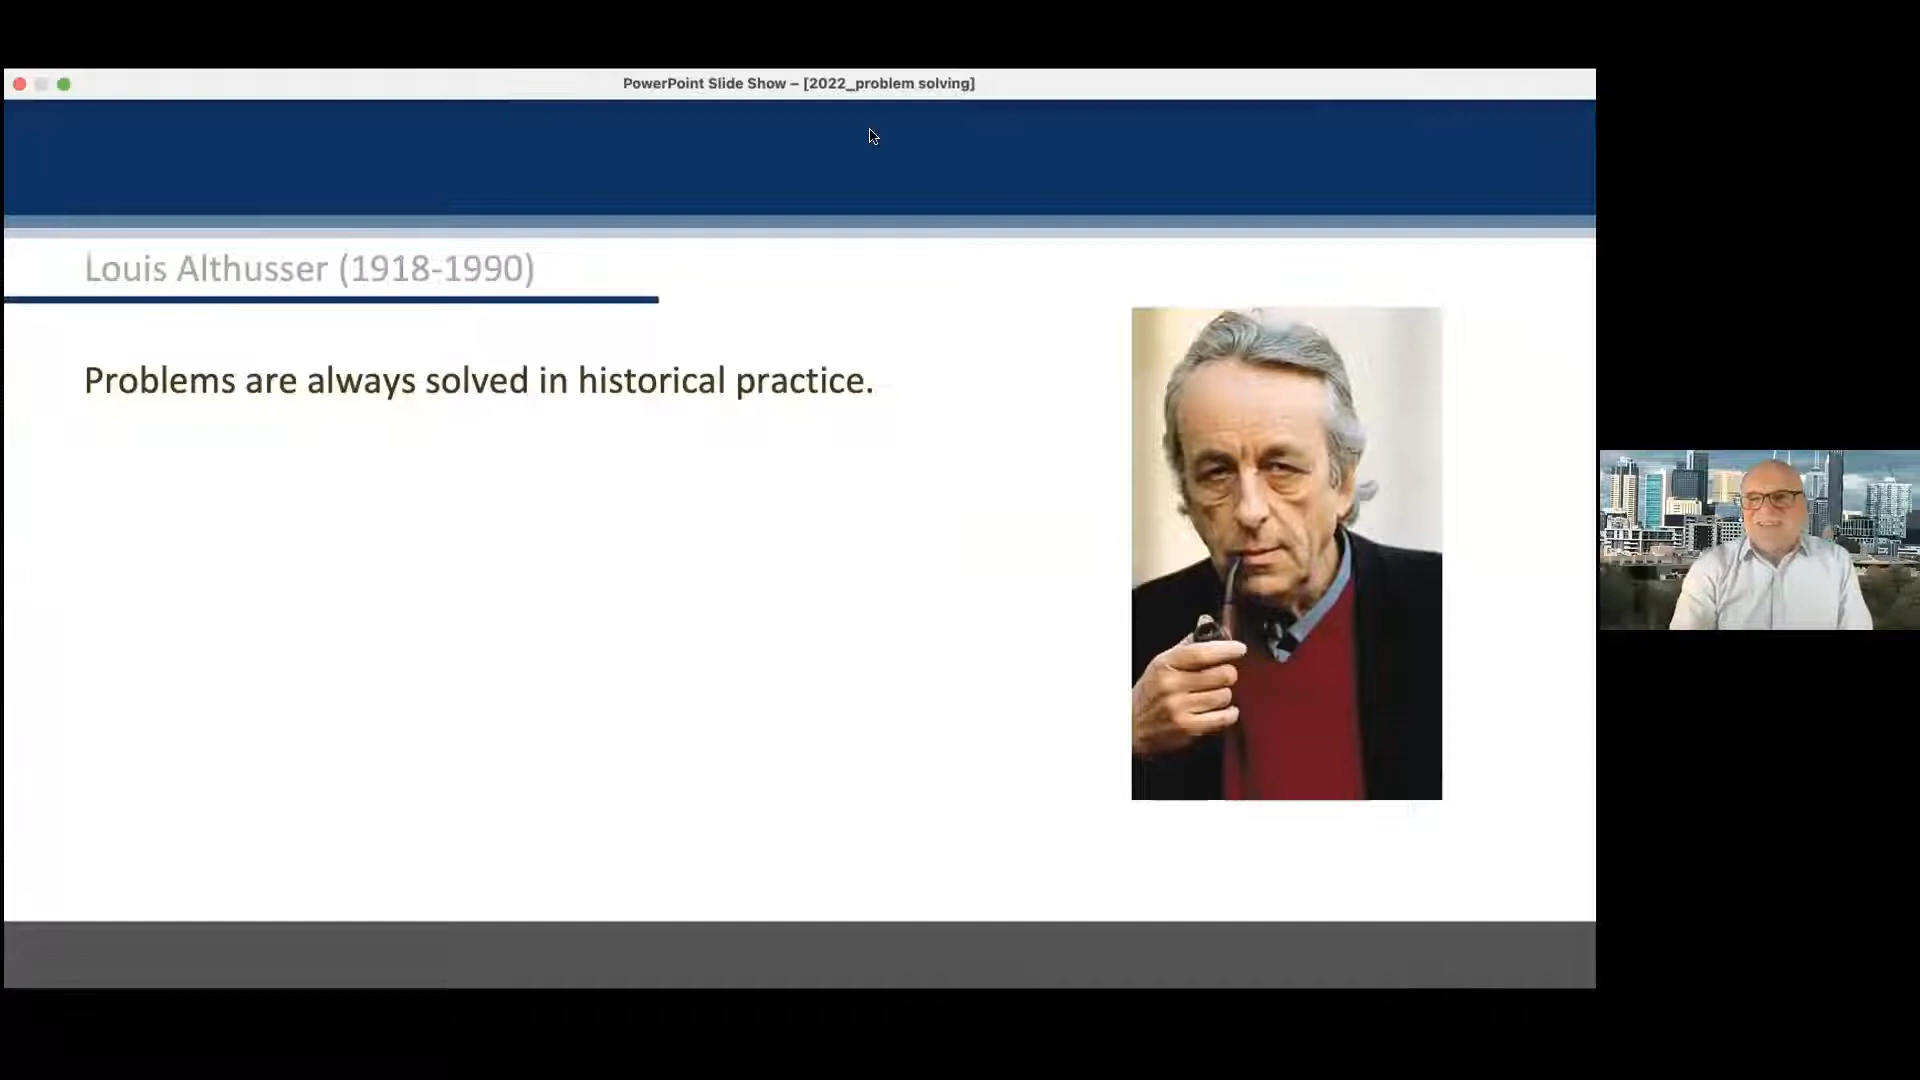 PowerPoint Slide Show – [2022_problem solving]
Louis Althusser (1918-1990)
Problems are always solved in historical practice.